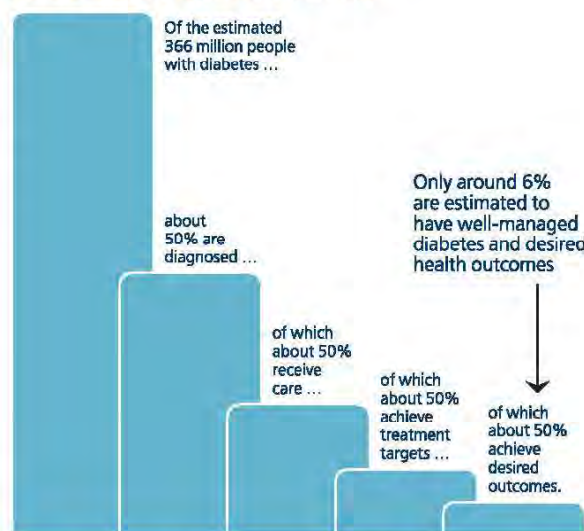 Of the estimated
366 million people
with diabetes ...
about
50% are
diagnosed ...
of which
about 50%
receive
care ...
of which
about 50%
achieve
treatment
targets ...
Only around 6%
are estimated to
have well-managed
diabetes and desired
health outcomes
of which
about 50%
achieve
desired
outcomes.